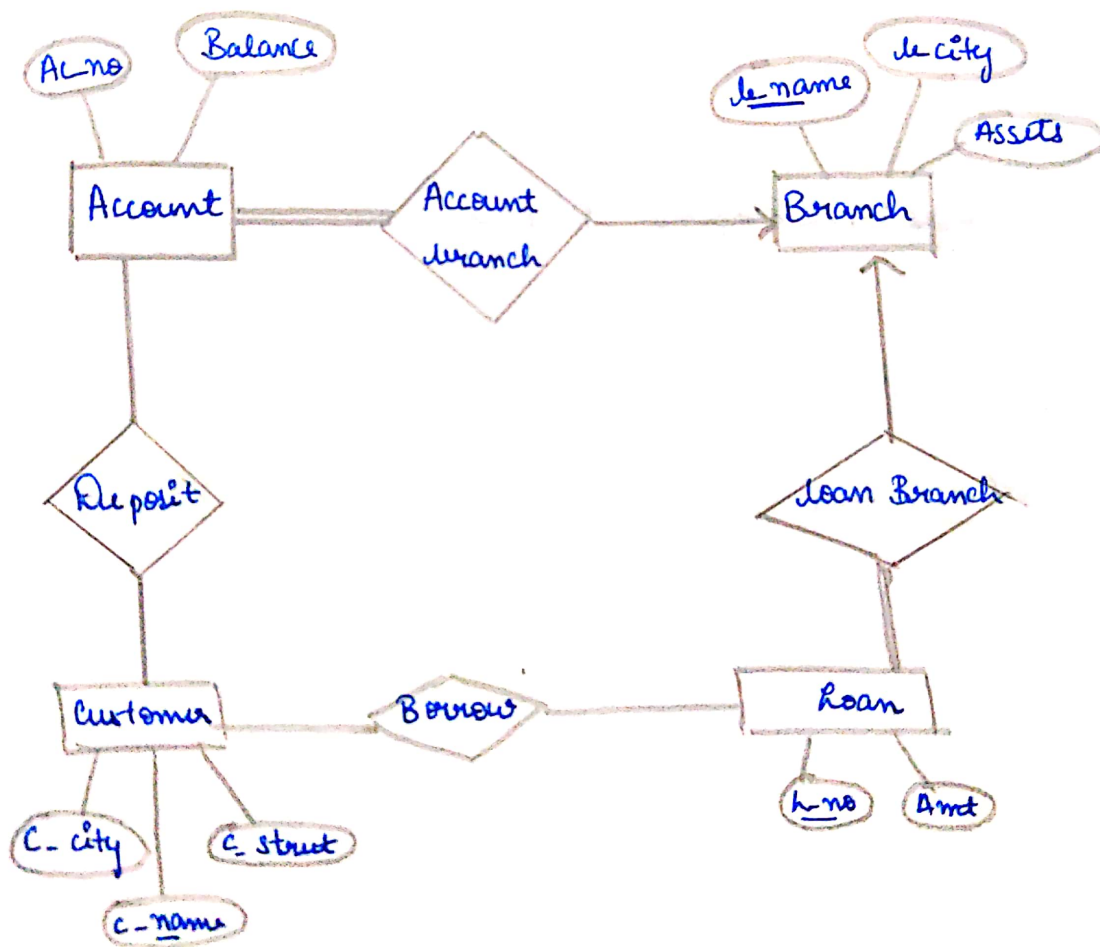 Ac_no
Balance
b_name
b_city
Assets
Account
Account
branch
Branch
Deposit
Loan Branch
Customer
Borrow
Loan
C_city
c_name
c_street
L_no
Amt